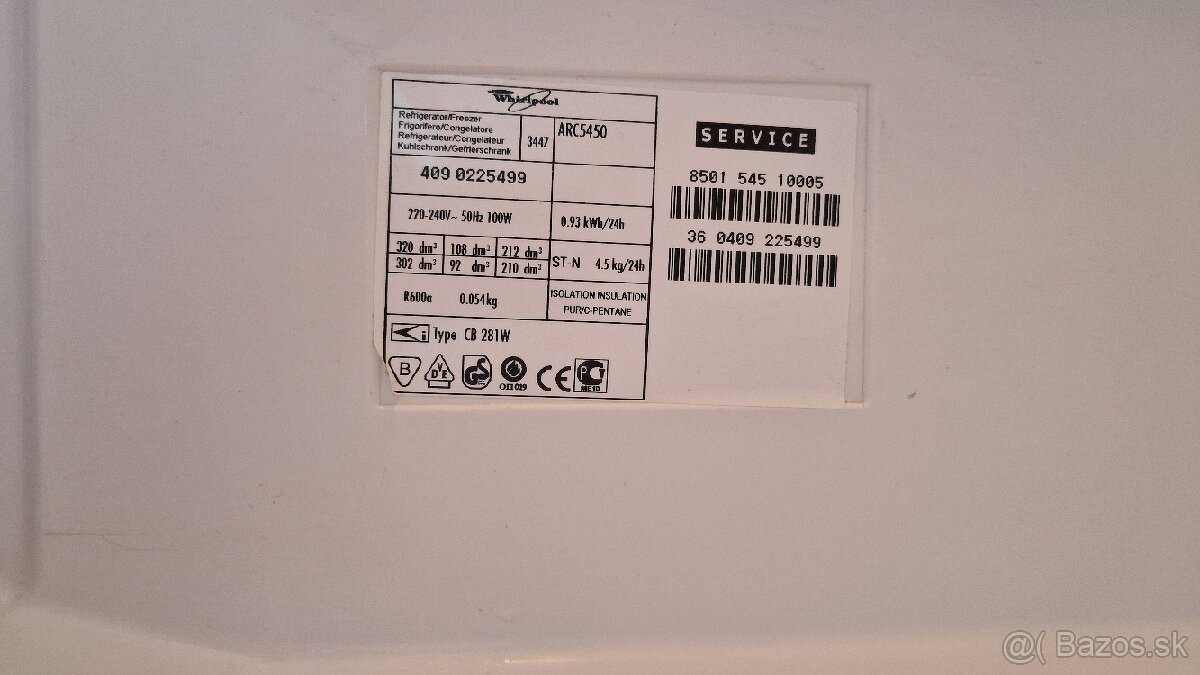 Whirlpool
Refrigerator/Freezer
Frigorifero/Congelatore
Refrigerateur/Congelateur
Kuhlschrank/Gefrierschrank
3447
ARC5450
409 0225499
220-240V~ 50Hz 100W
0.93 kWh/24h
320 dm³ 108 dm³ 212 dm³
302 dm³ 92 dm³ 210 dm³
ST-N 4.5 kg/24h
R600a 0.054kg
ISOLATION INSULATION
PUR/C-PENTANE
i Type CB 281W
B VDE GS CE
ME10
SERVICE
8501 545 10005
36 0409 225499
@( Bazos.sk